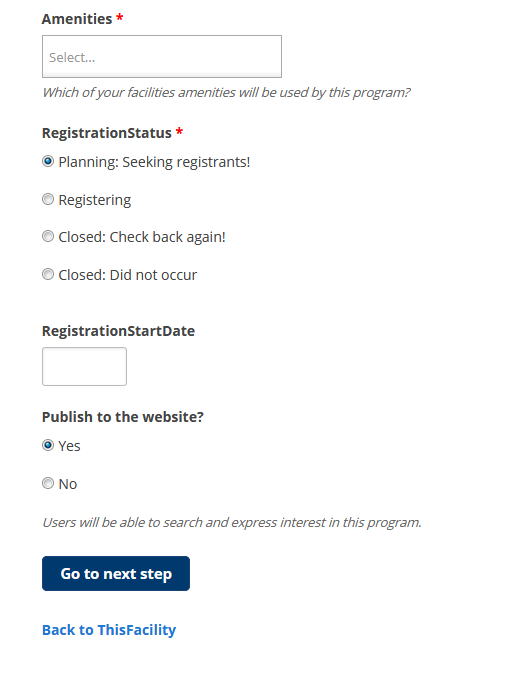 Amenities *
Select...
Which of your facilities amenities will be used by this program?
RegistrationStatus *
Planning: Seeking registrants!
Registering
Closed: Check back again!
Closed: Did not occur
RegistrationStartDate
Publish to the website?
Yes
No
Users will be able to search and express interest in this program.
Go to next step
Back to ThisFacility